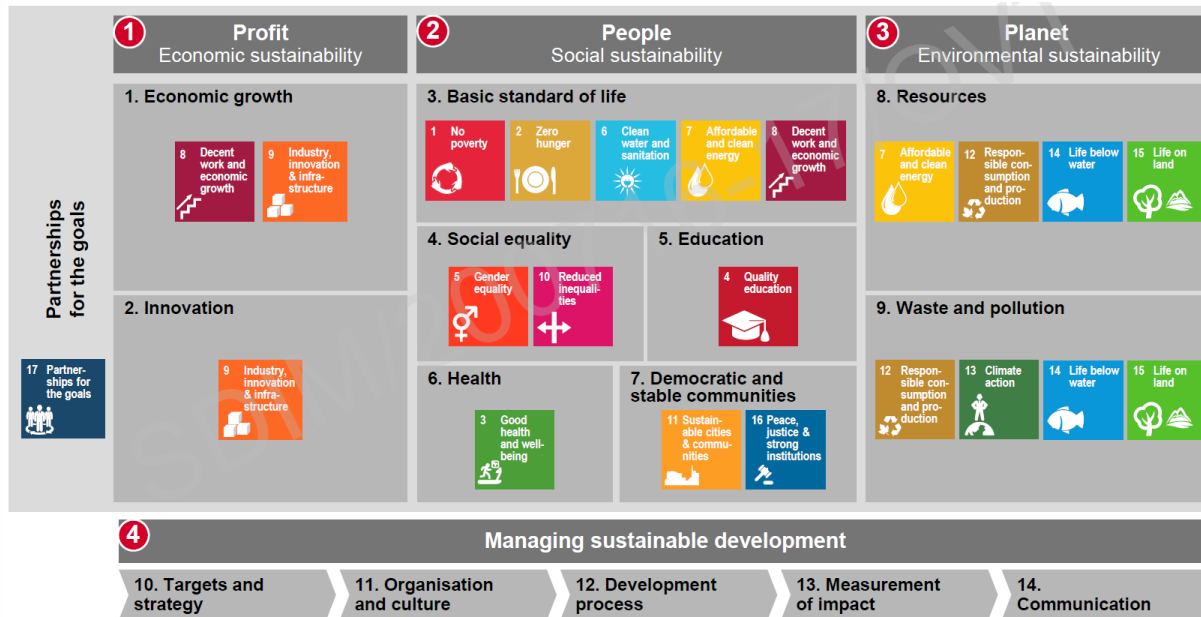 1
Profit
Economic sustainability
2
People
Social sustainability
3
Planet
Environmental sustainability
Partnerships
for the goals
17 Partner-
ships for
the goals
1. Economic growth
8 Decent
work and
economic
growth
9 Industry,
innovation
& infra-
structure
2. Innovation
9 Industry,
innovation
& infra-
structure
3. Basic standard of life
1 No
poverty
2 Zero
hunger
6 Clean
water and
sanitation
7 Affordable
and clean
energy
8 Decent
work and
economic
growth
4. Social equality
5 Gender
equality
10 Reduced
inequali-
ties
5. Education
4 Quality
education
6. Health
3 Good
health
and well-
being
7. Democratic and
stable communities
11 Sustain-
able cities
& commu-
nities
16 Peace,
justice &
strong
institutions
8. Resources
7 Affordable
and clean
energy
12 Respon-
sible con-
sumption
and pro-
duction
14 Life below
water
15 Life on
land
9. Waste and pollution
12 Respon-
sible con-
sumption
and pro-
duction
13 Climate
action
14 Life below
water
15 Life on
land
4
Managing sustainable development
10. Targets and
strategy
11. Organisation
and culture
12. Development
process
13. Measurement
of impact
14.
Communication